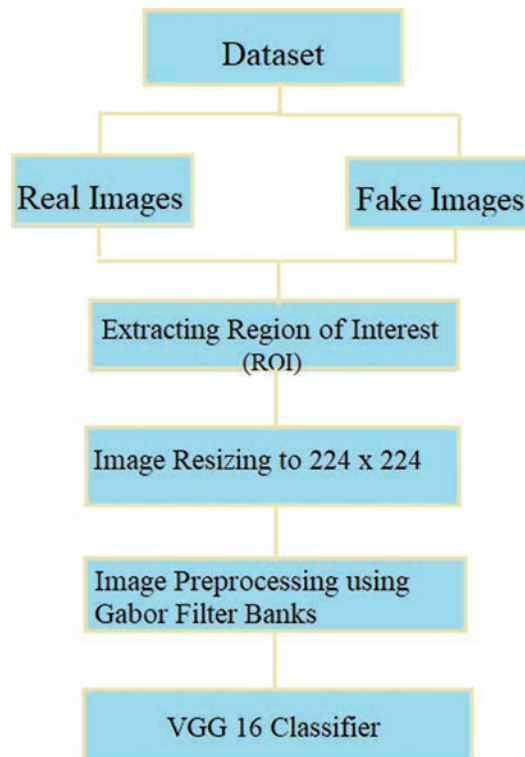 Dataset
Real Images
Fake Images
Extracting Region of Interest
(ROI)
Image Resizing to 224 x 224
Image Preprocessing using
Gabor Filter Banks
VGG 16 Classifier